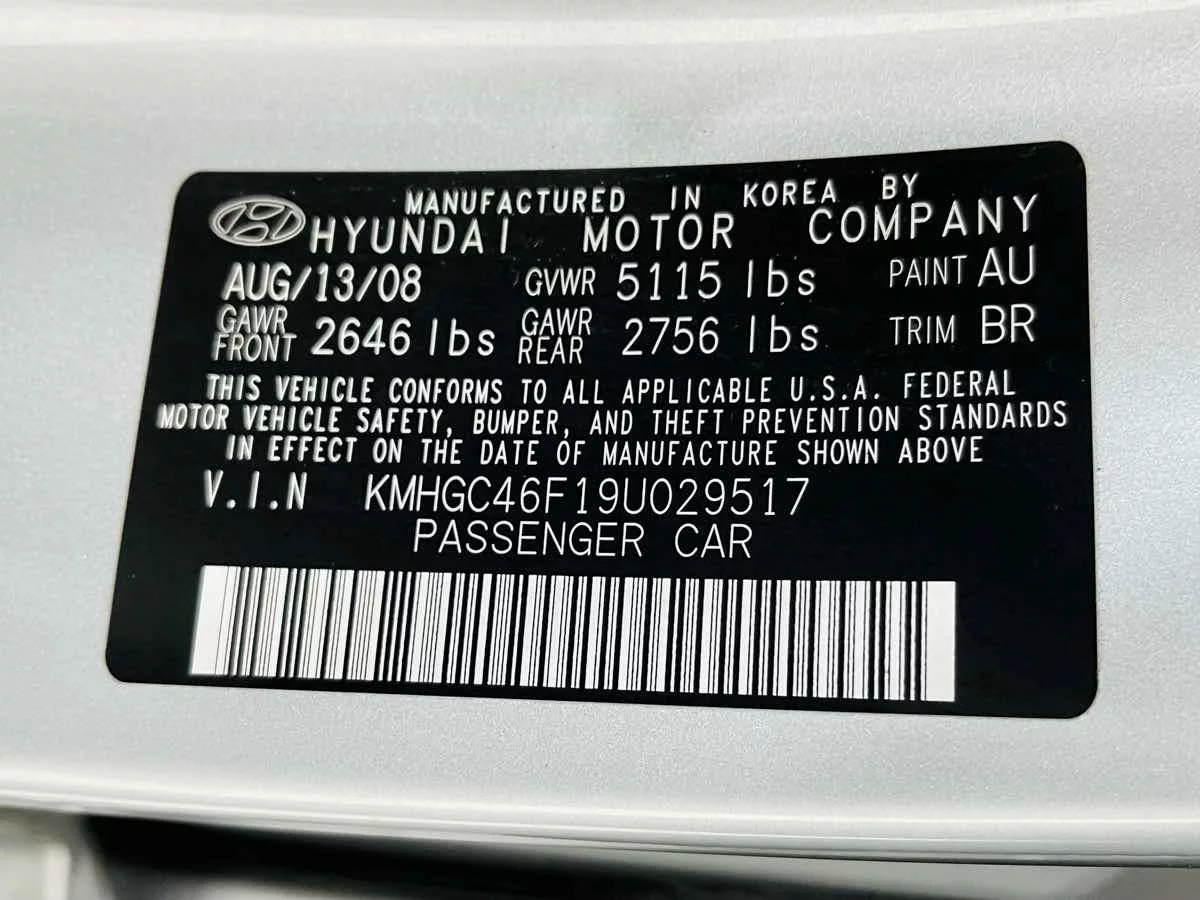 MANUFACTURED IN KOREA BY
HYUNDAI MOTOR COMPANY
AUG/13/08 GVWR 5115 lbs PAINT AU
GAWR FRONT 2646 lbs GAWR REAR 2756 lbs TRIM BR
THIS VEHICLE CONFORMS TO ALL APPLICABLE U.S.A. FEDERAL
MOTOR VEHICLE SAFETY, BUMPER, AND THEFT PREVENTION STANDARDS
IN EFFECT ON THE DATE OF MANUFACTURE SHOWN ABOVE
V.I.N KMHGC46F19U029517
PASSENGER CAR